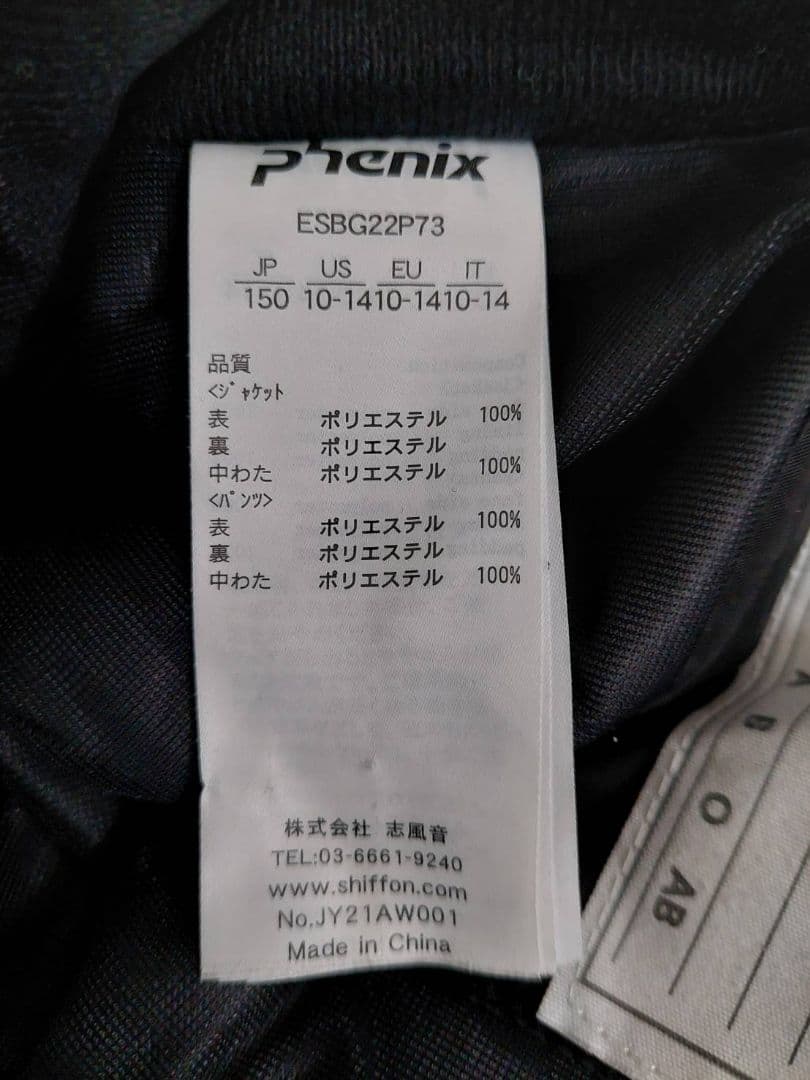 phenix
ESBG22P73
JP US EU IT
150 10-14 10-14 10-14
品質
<ジャケット
表 ポリエステル 100%
裏 ポリエステル
中わた ポリエステル 100%
<パンツ>
表 ポリエステル 100%
裏 ポリエステル
中わた ポリエステル 100%
株式会社 志風音
TEL:03-6661-9240
www.shiffon.com
No.JY21AW001
Made in China
A
B
O
AB